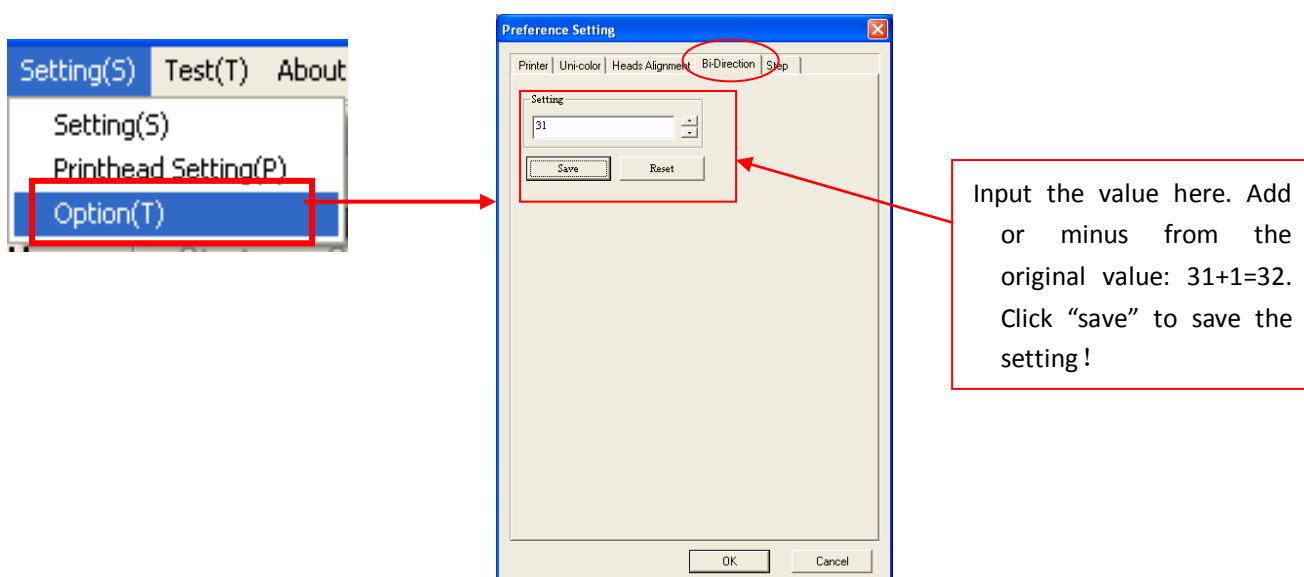 Setting(S) Test(T) About
Setting(S)
Printhead Setting(P)
Option(T)
Preference Setting
Printer Uni-color Heads Alignment Bi-Direction Step
Setting
31
Save Reset
OK Cancel
Input the value here. Add
or minus from the
original value: 31+1=32.
Click “save” to save the
setting！